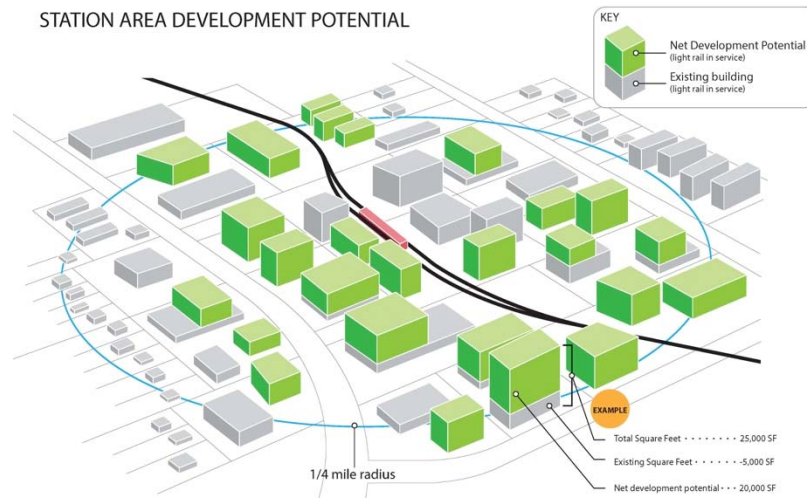 STATION AREA DEVELOPMENT POTENTIAL
KEY
Net Development Potential
(light rail in service)
Existing building
(light rail in service)
EXAMPLE
Total Square Feet ········ 25,000 SF
Existing Square Feet ······ -5,000 SF
Net development potential ··· 20,000 SF
1/4 mile radius